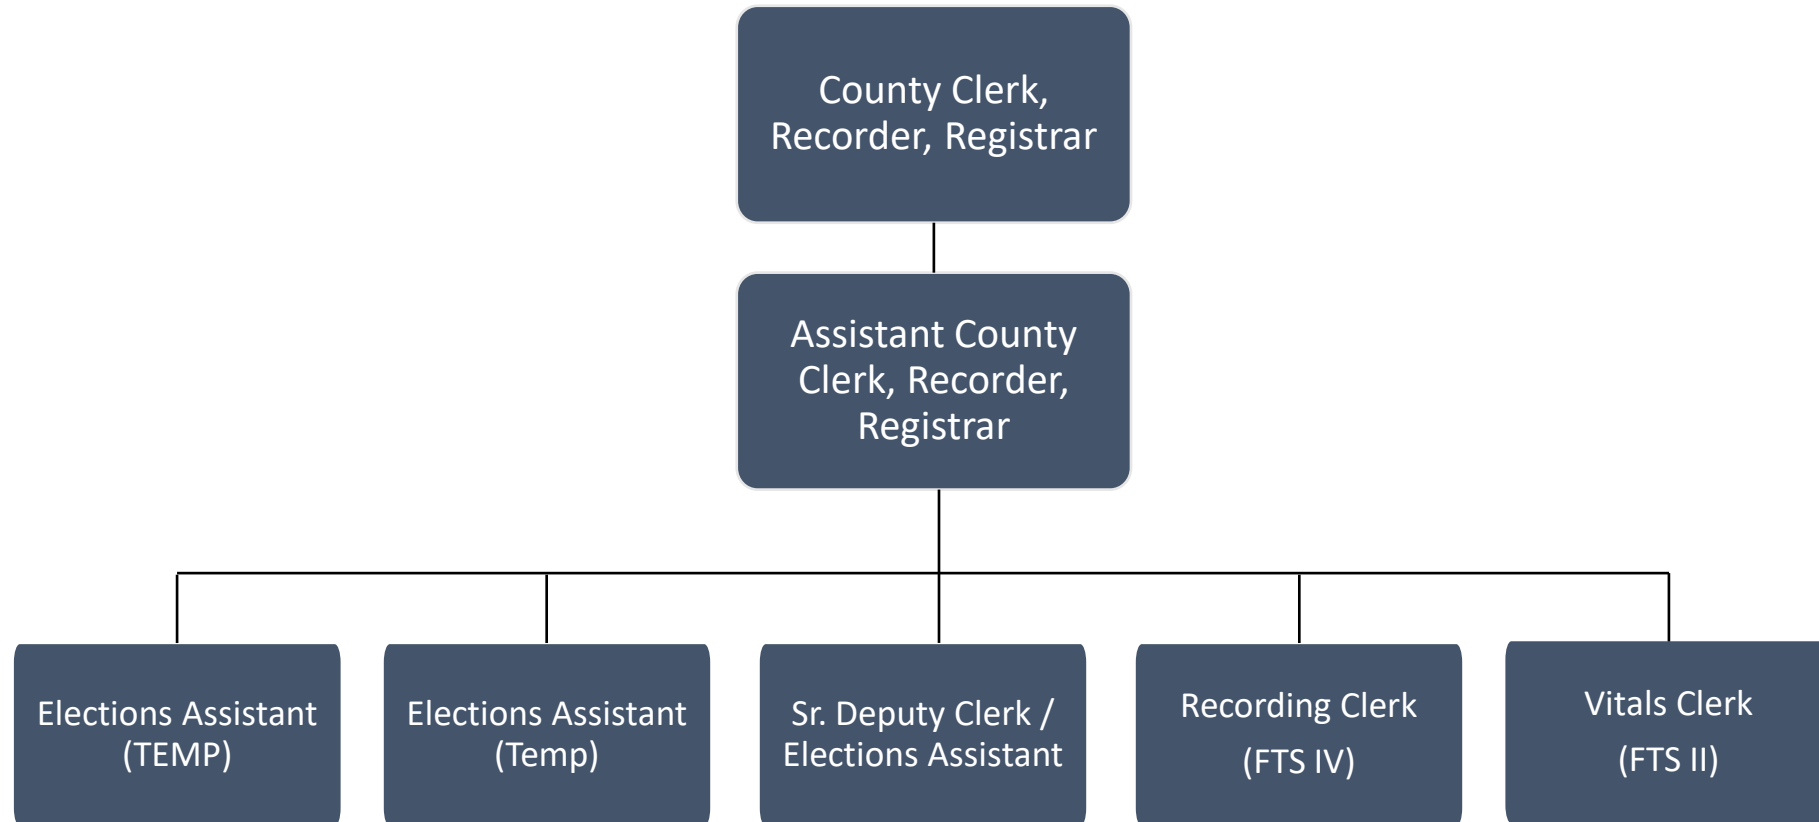 County Clerk,
Recorder, Registrar
Assistant County
Clerk, Recorder,
Registrar
Elections Assistant
(TEMP)
Elections Assistant
(Temp)
Sr. Deputy Clerk /
Elections Assistant
Recording Clerk
(FTS IV)
Vitals Clerk
(FTS II)